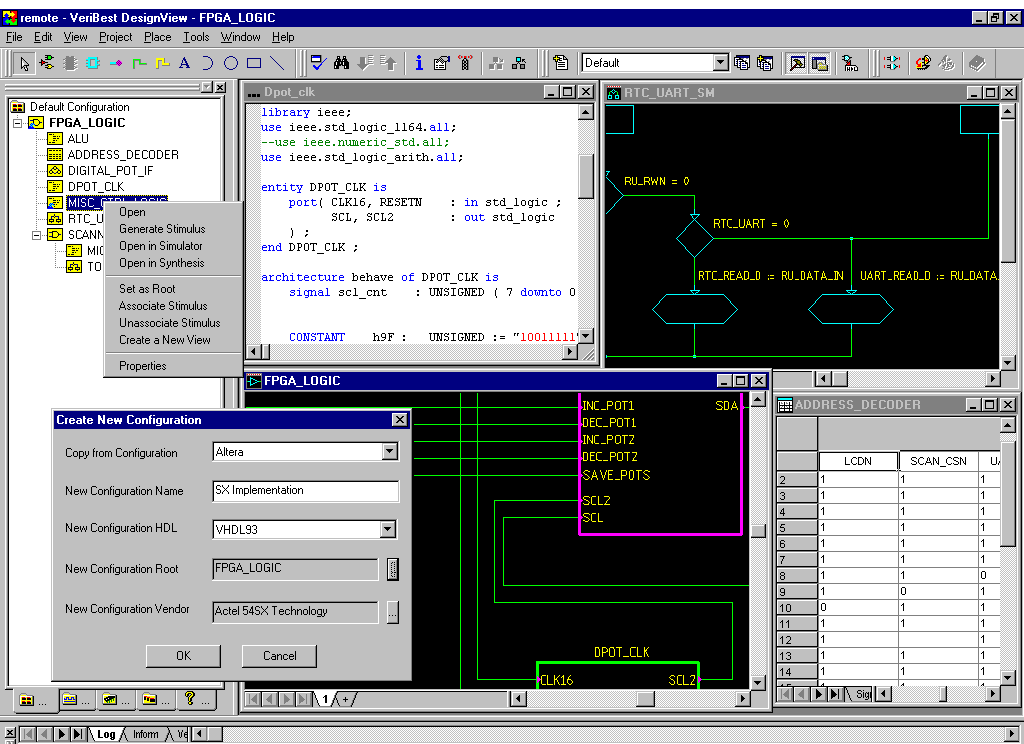 remote - VeriBest DesignView - FPGA_LOGIC
File Edit View Project Place Tools Window Help
Default
Default Configuration
FPGA_LOGIC
ALU
ADDRESS_DECODER
DIGITAL_POT_IF
DPOT_CLK
MISC_CTRL_LOGIC
RTC_U
SCANN
MIC
TO
Open
Generate Stimulus
Open in Simulator
Open in Synthesis
Set as Root
Associate Stimulus
Unassociate Stimulus
Create a New View
Properties
Dpot_clk
library ieee;
use ieee.std_logic_1164.all;
--use ieee.numeric_std.all;
use ieee.std_logic_arith.all;
entity DPOT_CLK is
port( CLK16, RESETN : in std_logic ;
SCL, SCL2 : out std_logic
) ;
end DPOT_CLK ;
architecture behave of DPOT_CLK is
signal scl_cnt : UNSIGNED ( 7 downto 0
CONSTANT h9F : UNSIGNED := "10011111"
RTC_UART_SM
RU_RWN = 0
RTC_UART = 0
RTC_READ_D := RU_DATA_IN
UART_READ_D := RU_DATA_
FPGA_LOGIC
INC_POT1 SDA
DEC_POT1
INC_POT2
DEC_POT2
SAVE_POTS
SCL2
SCL
DPOT_CLK
CLK16 SCL2
1 +
ADDRESS_DECODER
LCDN SCAN_CSN UA
2 1 1 1
3 1 1 1
4 1 1 1
5 1 1 1
6 1 1 1
7 1 1 1
8 1 1 0
9 1 0 1
10 0 1 1
11 1 1 1
12 1 1
13 1 1 1
14 1 1 1
Sig
Create New Configuration
Copy from Configuration Altera
New Configuration Name SX Implementation
New Configuration HDL VHDL93
New Configuration Root FPGA_LOGIC
New Configuration Vendor Actel 54SX Technology ...
OK Cancel
... ... ... ... ? ...
Log Inform Ve